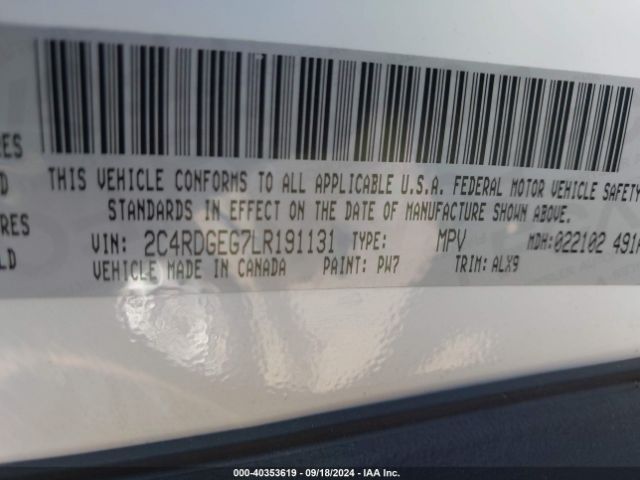 ES
D
RES
LD
THIS VEHICLE CONFORMS TO ALL APPLICABLE U.S.A. FEDERAL MOTOR VEHICLE SAFETY
STANDARDS IN EFFECT ON THE DATE OF MANUFACTURE SHOWN ABOVE.
VIN: 2C4RDGEG7LR191131 TYPE: MPV MDH:022102 491
VEHICLE MADE IN CANADA PAINT: PW7 TRIM: ALX9
000-40353619 - 09/18/2024 - IAA Inc.